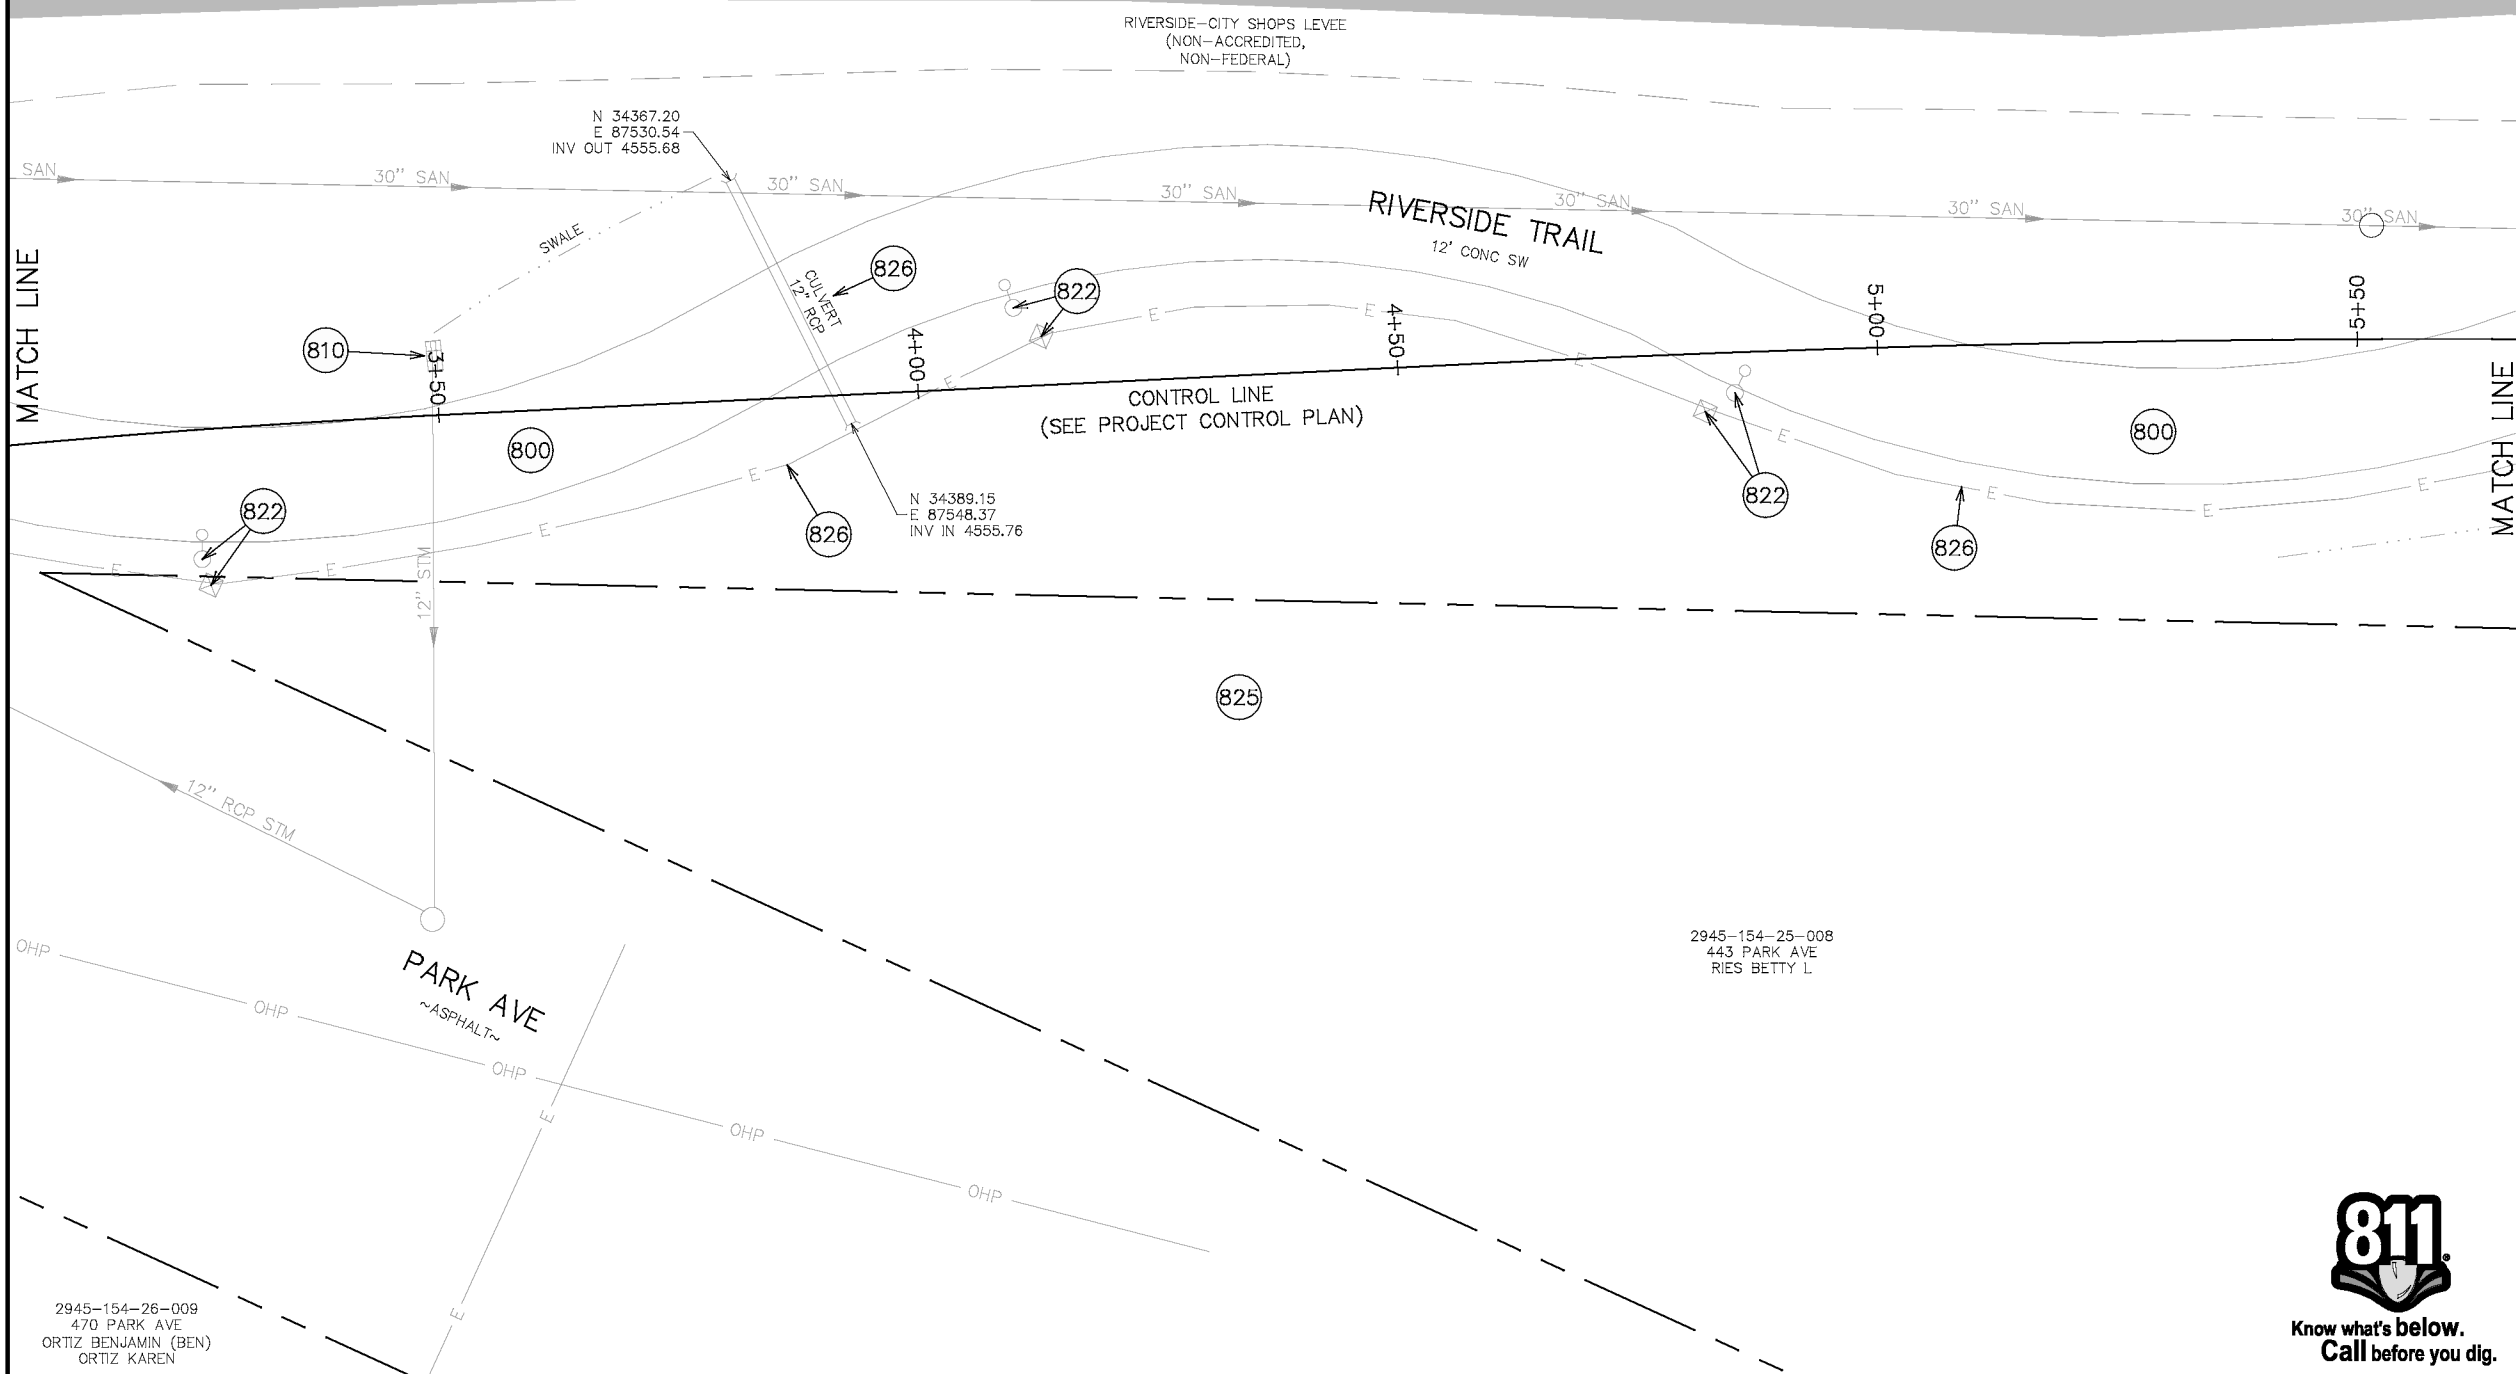 RIVERSIDE-CITY SHOPS LEVEE
(NON-ACCREDITED,
NON-FEDERAL)
N 34367.20
E 87530.54
INV OUT 4555.68
SAN
30" SAN
30" SAN
30" SAN
30" SAN
30" SAN
30" SAN
SWALE
RIVERSIDE TRAIL
12' CONC SW
MATCH LINE
810
3+50
CULVERT
12" RCP
826
822
4+00
4+50
5+00
5+50
E
E
E
E
CONTROL LINE
(SEE PROJECT CONTROL PLAN)
800
800
MATCH LINE
822
E
E
E
E
826
N 34389.15
E 87548.37
INV IN 4555.76
E
822
E
826
E
E
12" STM
825
12" RCP STM
2945-154-25-008
443 PARK AVE
RIES BETTY L
OHP
PARK AVE
~ASPHALT~
OHP
OHP
E
OHP
OHP
E
2945-154-26-009
470 PARK AVE
ORTIZ BENJAMIN (BEN)
ORTIZ KAREN
811®
Know what's below.
Call before you dig.